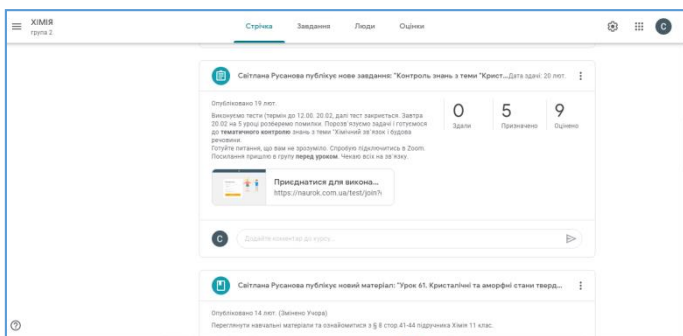 ХІМІЯ
група 2
Стрічка
Завдання
Люди
Оцінки
С
Світлана Русанова публікує нове завдання: "Контроль знань з теми "Крист... Дата здачі: 20 лют.
Опубліковано 19 лют.
Виконуємо тести (термін до 12.00. 20.02, далі тест закриється. Завтра
20.02 на 5 уроці розберемо помилки. Порозв'язуємо задачі і готуємося
до тематичного контролю знань з теми "Хімічний зв'язок і будова
речовини.
Готуйте питання, що вам не зрозуміло. Спробую підключитись в Zoom.
Посилання пришлю в групу перед уроком. Чекаю всіх на зв'язку
0 5 9
Здали Призначено Оцінено
Приєднатися для викона...
https://naurok.com.ua/test/join?
С
Додайте коментар до курсу...
Світлана Русанова публікує новий матеріал: "Урок 61. Кристалічні та аморфні стани тверд...
Опубліковано 14 лют. (Змінено Учора)
Переглянути навчальні матеріали та ознайомитися з § 8 стор.41-44 підручника Хімія 11 клас.